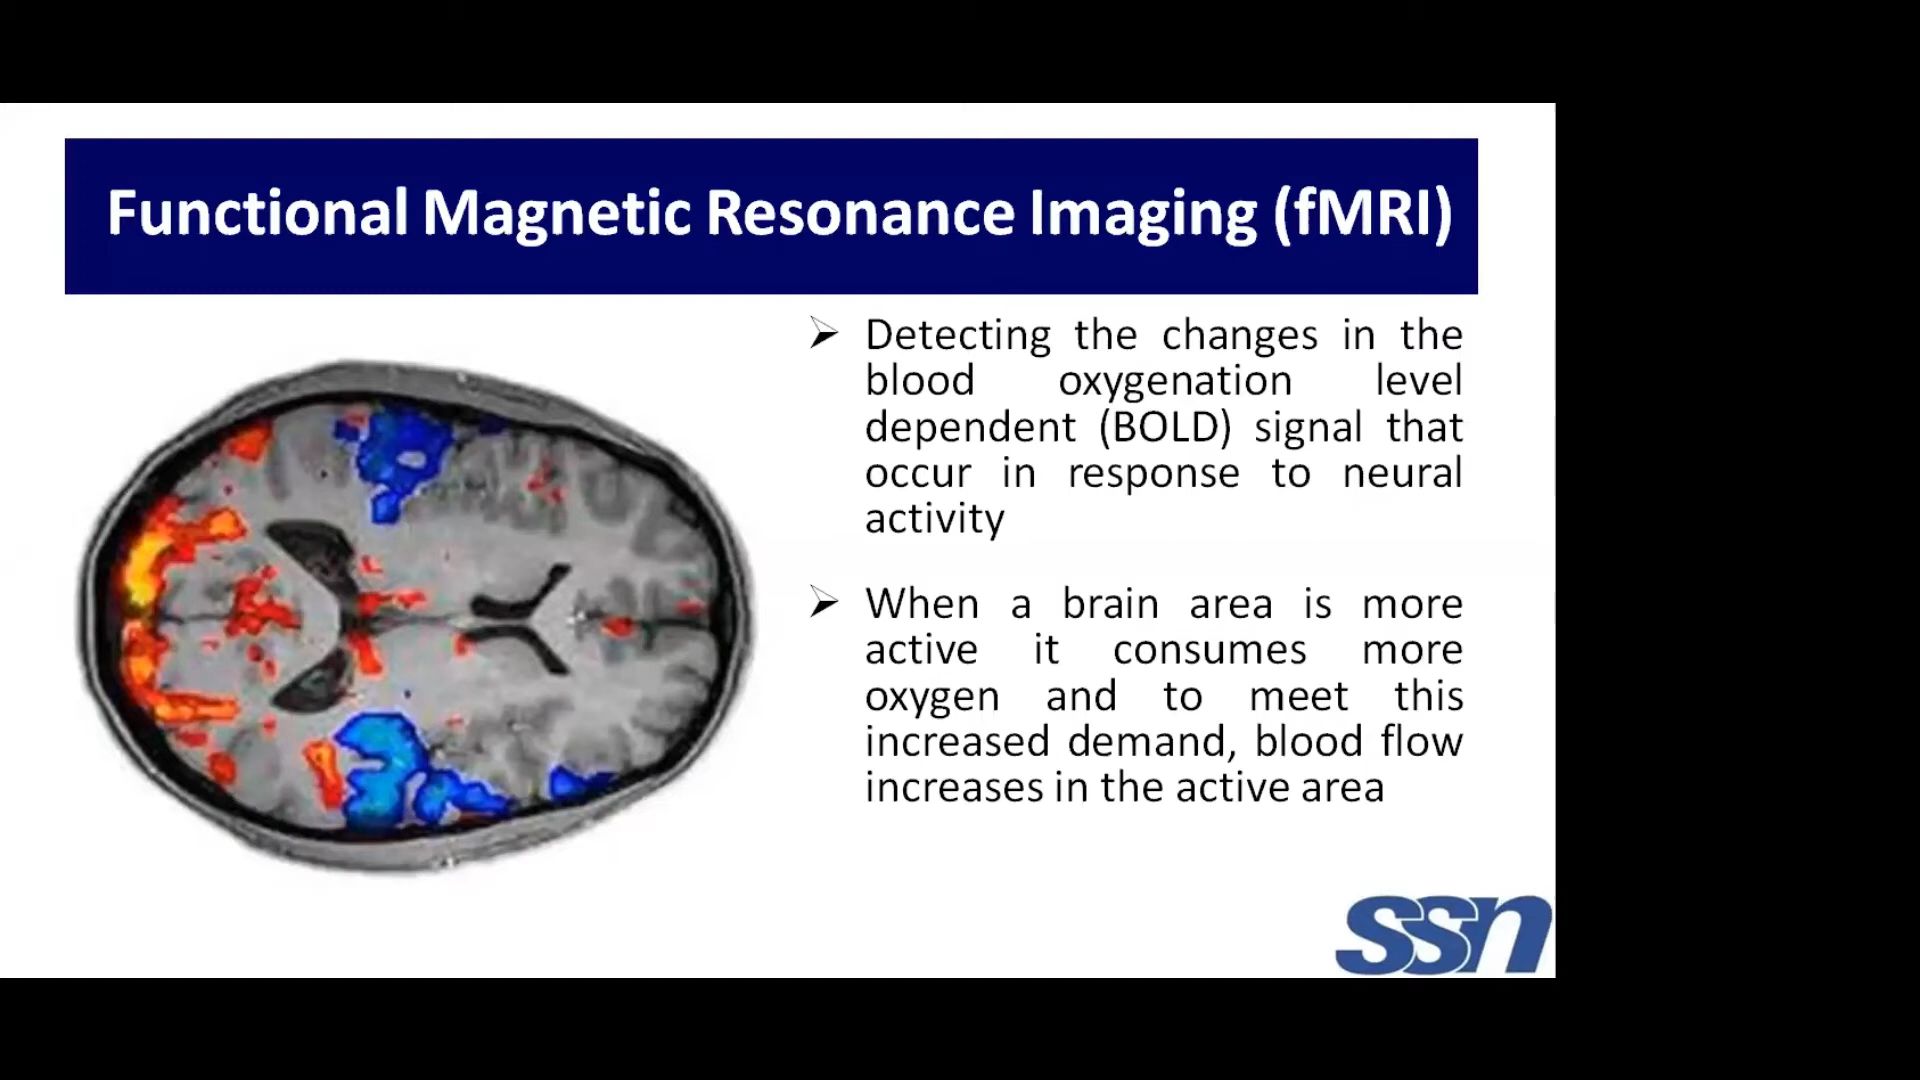 Functional Magnetic Resonance Imaging (fMRI)
Detecting the changes in the
blood oxygenation level
dependent (BOLD) signal that
occur in response to neural
activity
When a brain area is more
active it consumes more
oxygen and to meet this
increased demand, blood flow
increases in the active area
ssn